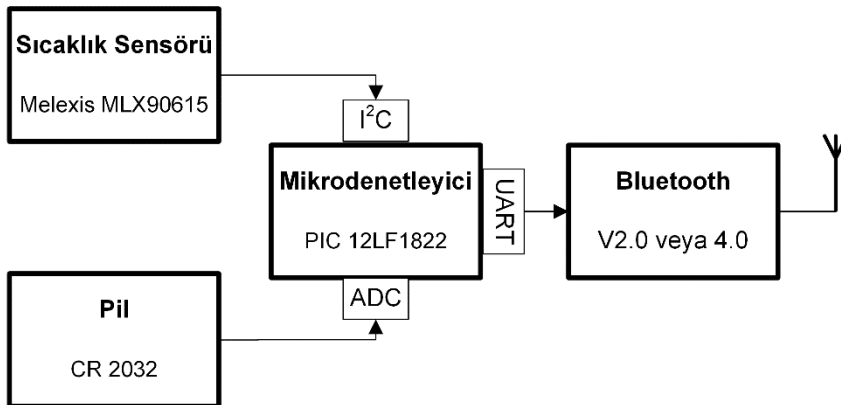 Sıcaklık Sensörü
Melexis MLX90615
I²C
Mikrodenetleyici
PIC 12LF1822
UART
ADC
Bluetooth
V2.0 veya 4.0
Pil
CR 2032